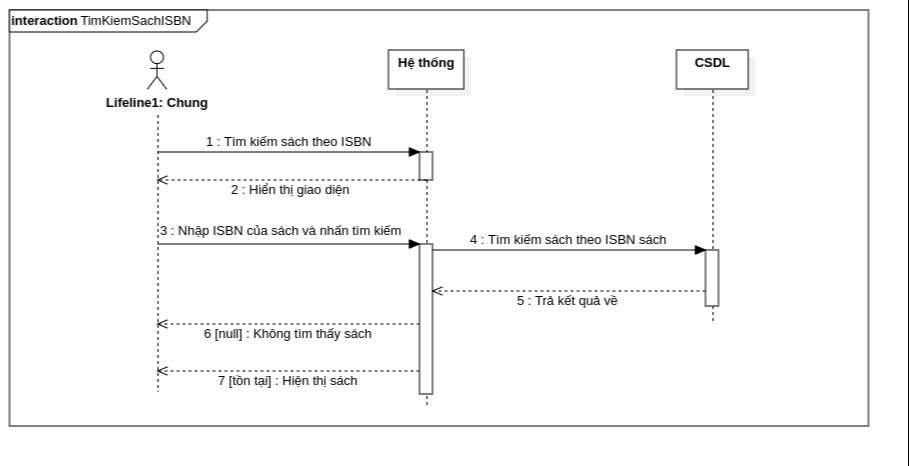 interaction TimKiemSachISBN
Hệ thống
CSDL
Lifeline1: Chung
1 : Tìm kiếm sách theo ISBN
2 : Hiển thị giao diện
3 : Nhập ISBN của sách và nhấn tìm kiếm
4 : Tìm kiếm sách theo ISBN sách
5 : Trả kết quả về
6 [null] : Không tìm thấy sách
7 [tồn tại] : Hiện thị sách